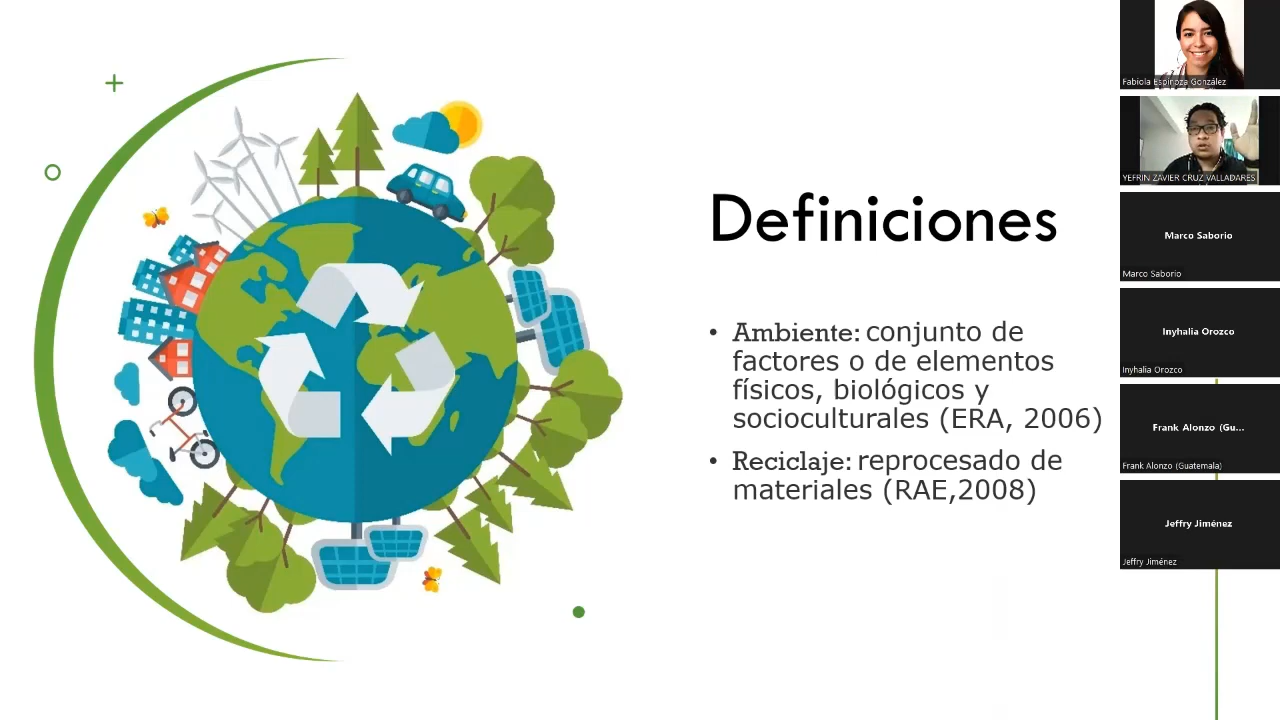 Definiciones
• Ambiente: conjunto de
factores o de elementos
físicos, biológicos y
socioculturales (ERA, 2006)
• Reciclaje: reprocesado de
materiales (RAE,2008)
Fabiola Espinoza González
YEFRIN ZAVIER CRUZ VALLADARES
Marco Saborio
Marco Saborio
Inyhalia Orozco
Inyhalia Orozco
Frank Alonzo (Gu...
Frank Alonzo (Guatemala)
Jeffry Jiménez
Jeffry Jiménez